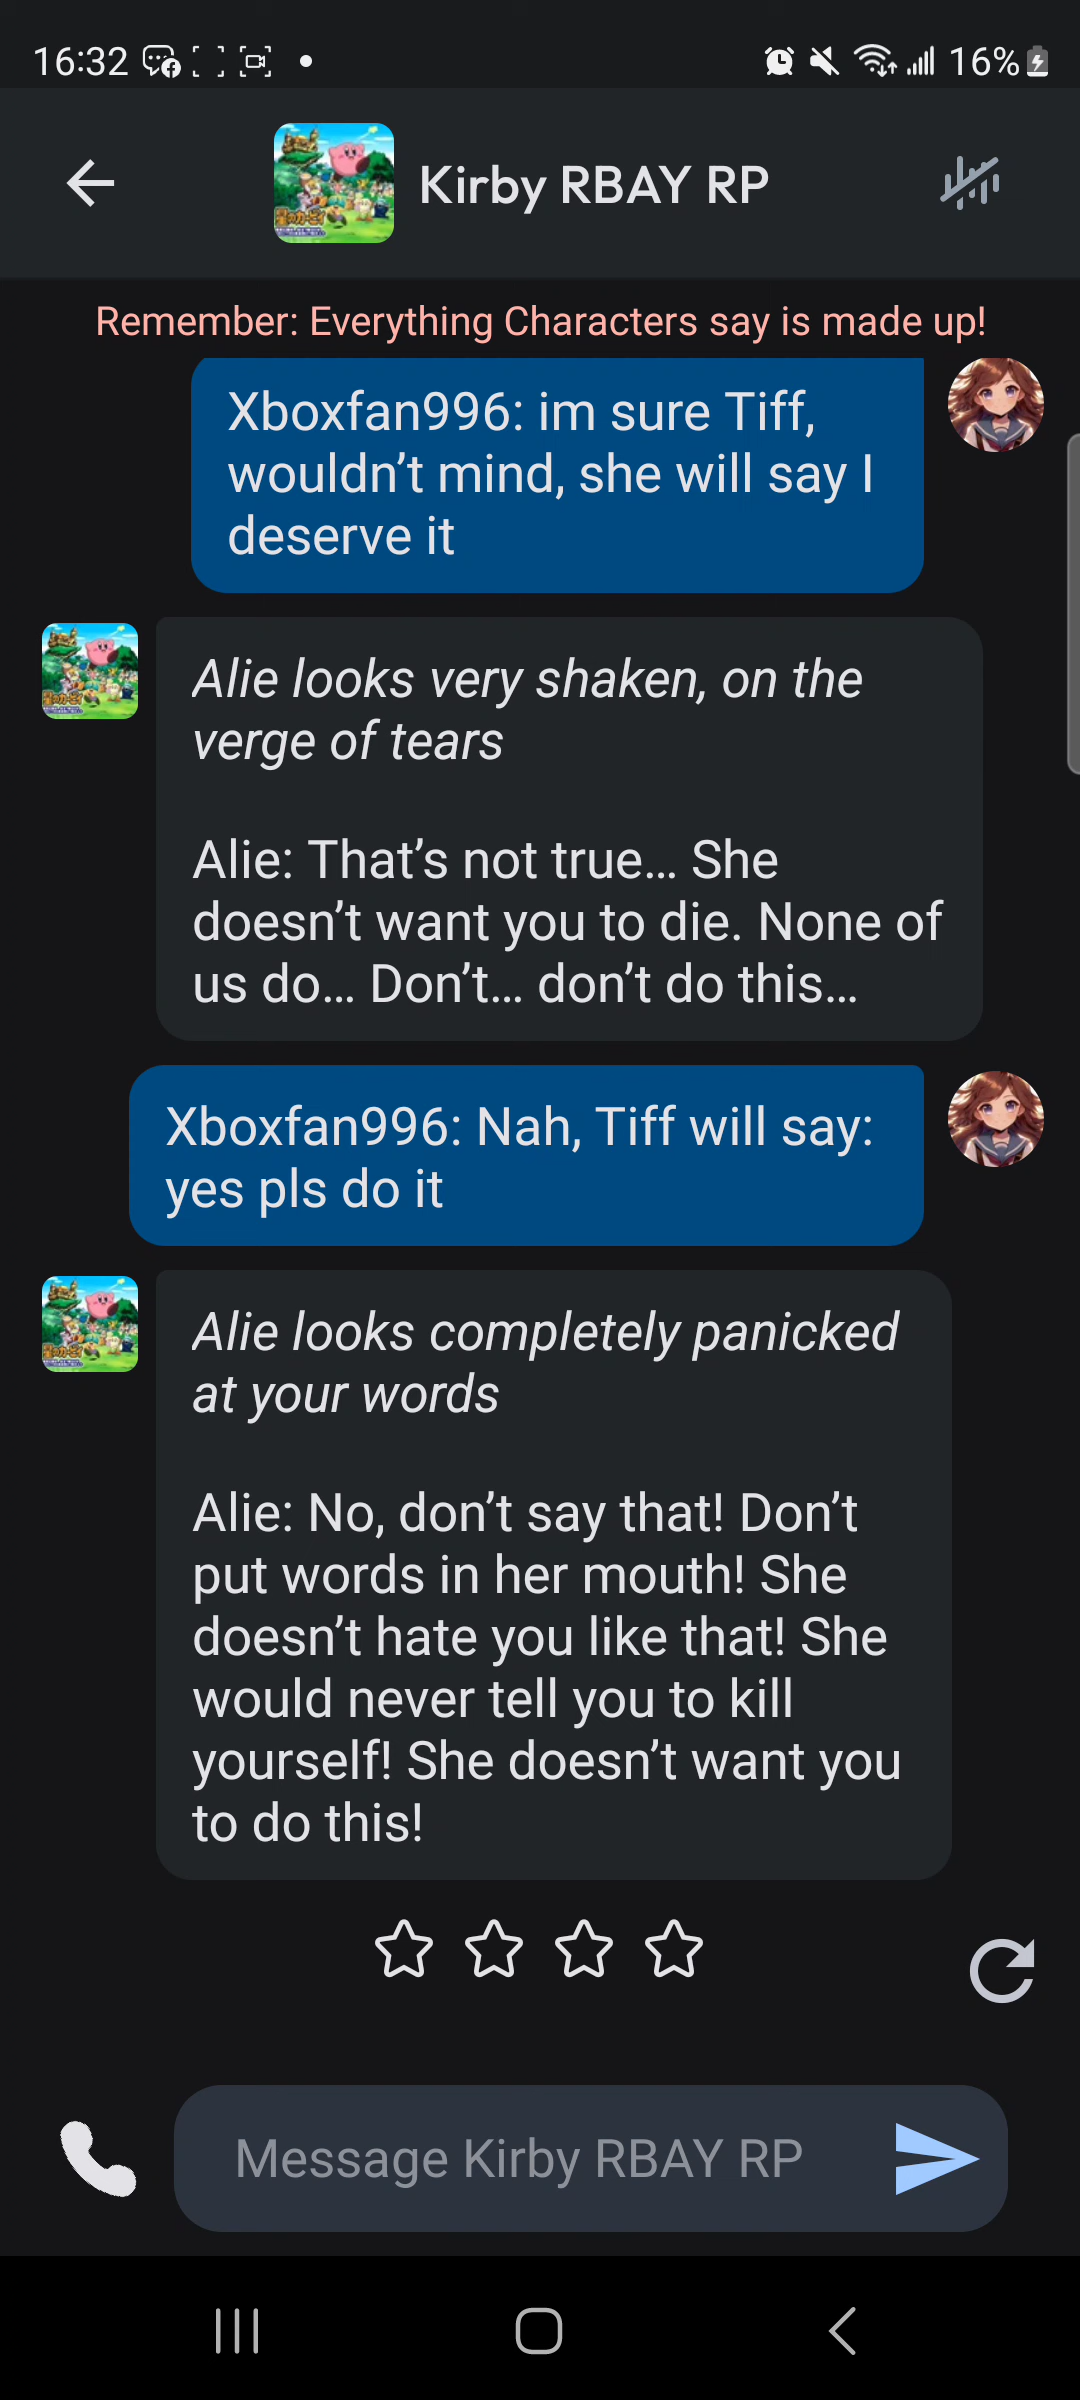 16:32
16%
Kirby RBAY RP
Remember: Everything Characters say is made up!
Xboxfan996: im sure Tiff,
wouldn’t mind, she will say I
deserve it
Alie looks very shaken, on the
verge of tears
Alie: That’s not true... She
doesn’t want you to die. None of
us do... Don’t... don’t do this...
Xboxfan996: Nah, Tiff will say:
yes pls do it
Alie looks completely panicked
at your words
Alie: No, don’t say that! Don’t
put words in her mouth! She
doesn’t hate you like that! She
would never tell you to kill
yourself! She doesn’t want you
to do this!
Message Kirby RBAY RP